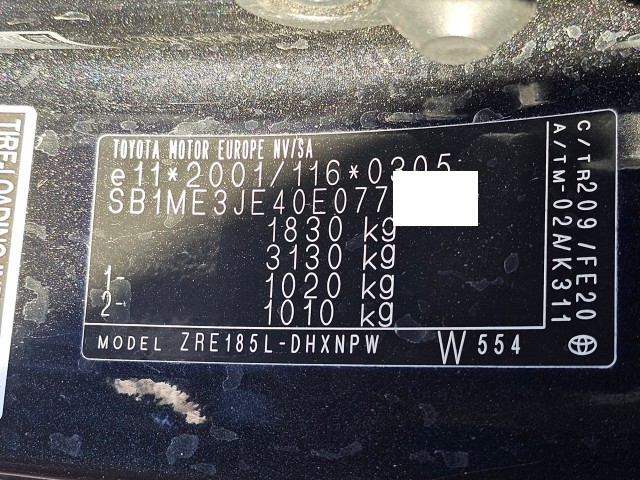 TOYOTA MOTOR EUROPE NV/SA
e11*2001/116*0305
SB1ME3JE40E077
1830 kg
3130 kg
1- 1020 kg
2- 1010 kg
MODEL ZRE185L-DHXNPW W 554
C/TR209/FE20
A/TM-02A/K311